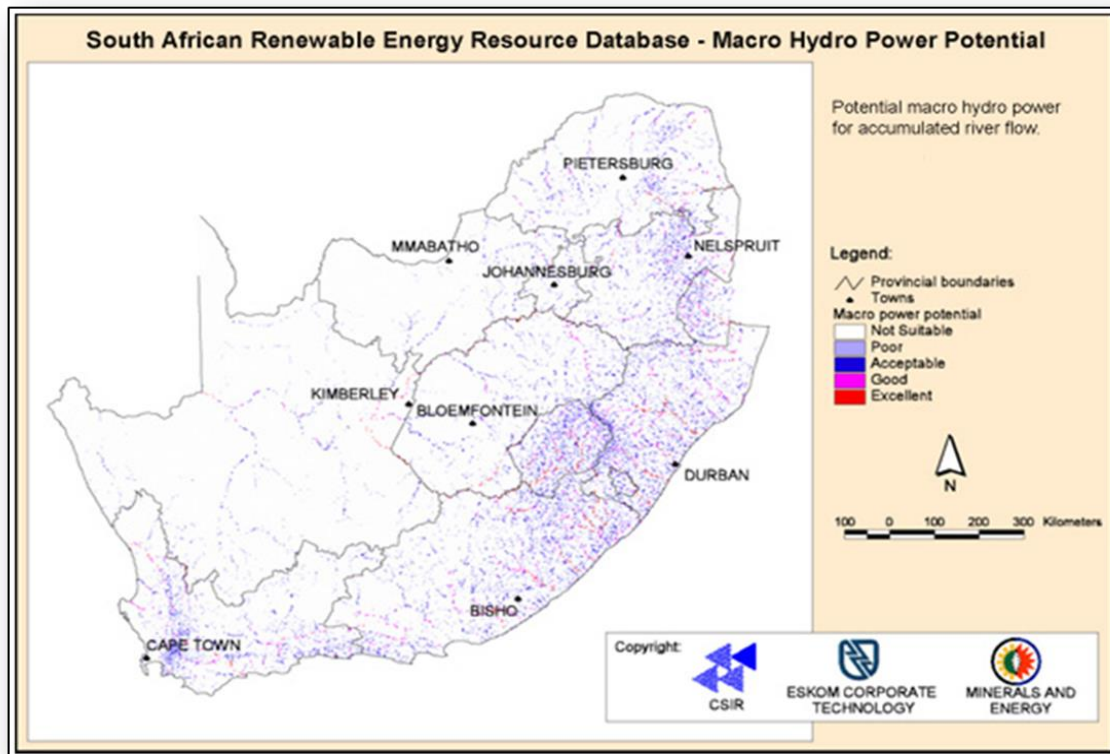 South African Renewable Energy Resource Database - Macro Hydro Power Potential
Potential macro hydro power
for accumulated river flow.
PIETERSBURG
MMABATHO
NELSPRUIT
JOHANNESBURG
KIMBERLEY
BLOEMFONTEIN
DURBAN
BISHO
CAPE TOWN
Legend:
Provincial boundaries
Towns
Macro power potential
Not Suitable
Poor
Acceptable
Good
Excellent
N
100 0 100 200 300 Kilometers
Copyright:
CSIR
ESKOM CORPORATE
TECHNOLOGY
MINERALS AND
ENERGY